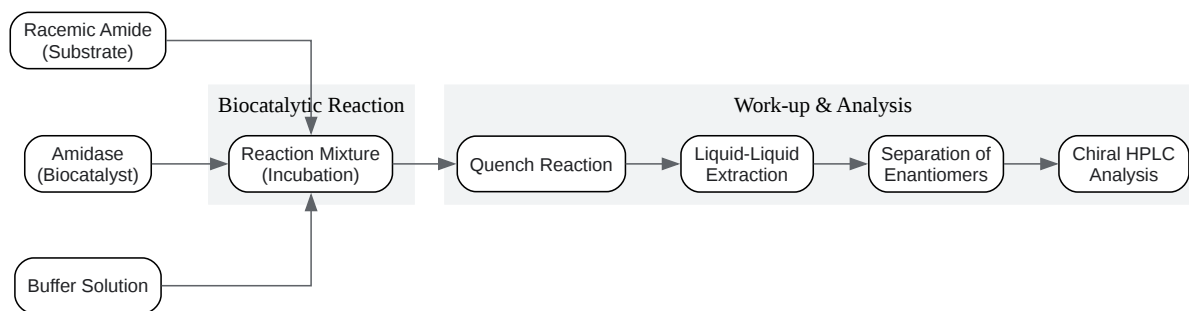 Racemic Amide
(Substrate)
Biocatalytic Reaction
Work-up & Analysis
Amidase
(Biocatalyst)
Reaction Mixture
(Incubation)
Quench Reaction
Liquid-Liquid
Extraction
Separation of
Enantiomers
Chiral HPLC
Analysis
Buffer Solution